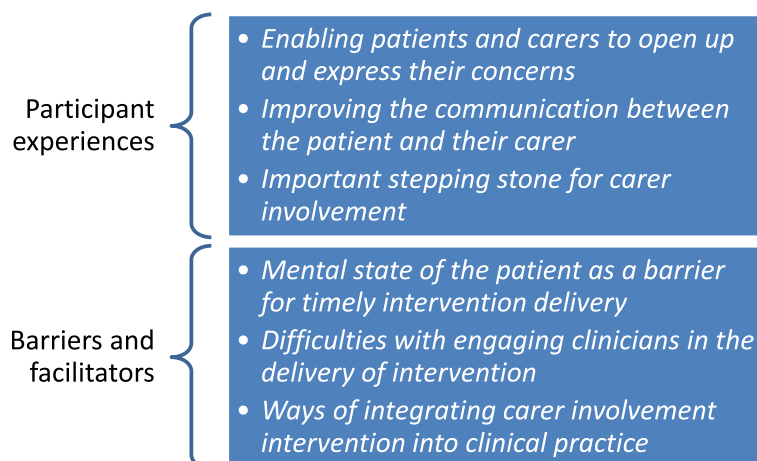 Participant
experiences
• Enabling patients and carers to open up
and express their concerns
• Improving the communication between
the patient and their carer
• Important stepping stone for carer
involvement
Barriers and
facilitators
• Mental state of the patient as a barrier
for timely intervention delivery
• Difficulties with engaging clinicians in the
delivery of intervention
• Ways of integrating carer involvement
intervention into clinical practice